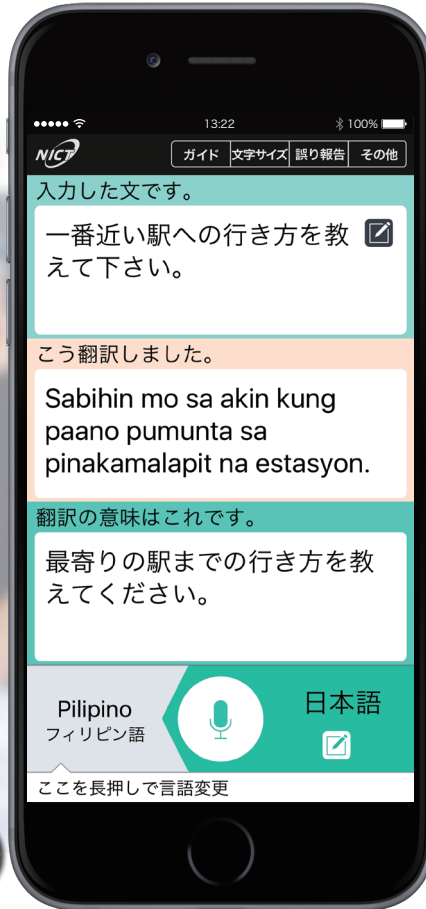 13:22
100%
NICT
ガイド 文字サイズ 誤り報告 その他
入力した文です。
一番近い駅への行き方を教
えて下さい。
こう翻訳しました。
Sabihin mo sa akin kung
paano pumunta sa
pinakamalapit na estasyon.
翻訳の意味はこれです。
最寄りの駅までの行き方を教
えてください。
Pilipino
フィリピン語
日本語
ここを長押しで言語変更